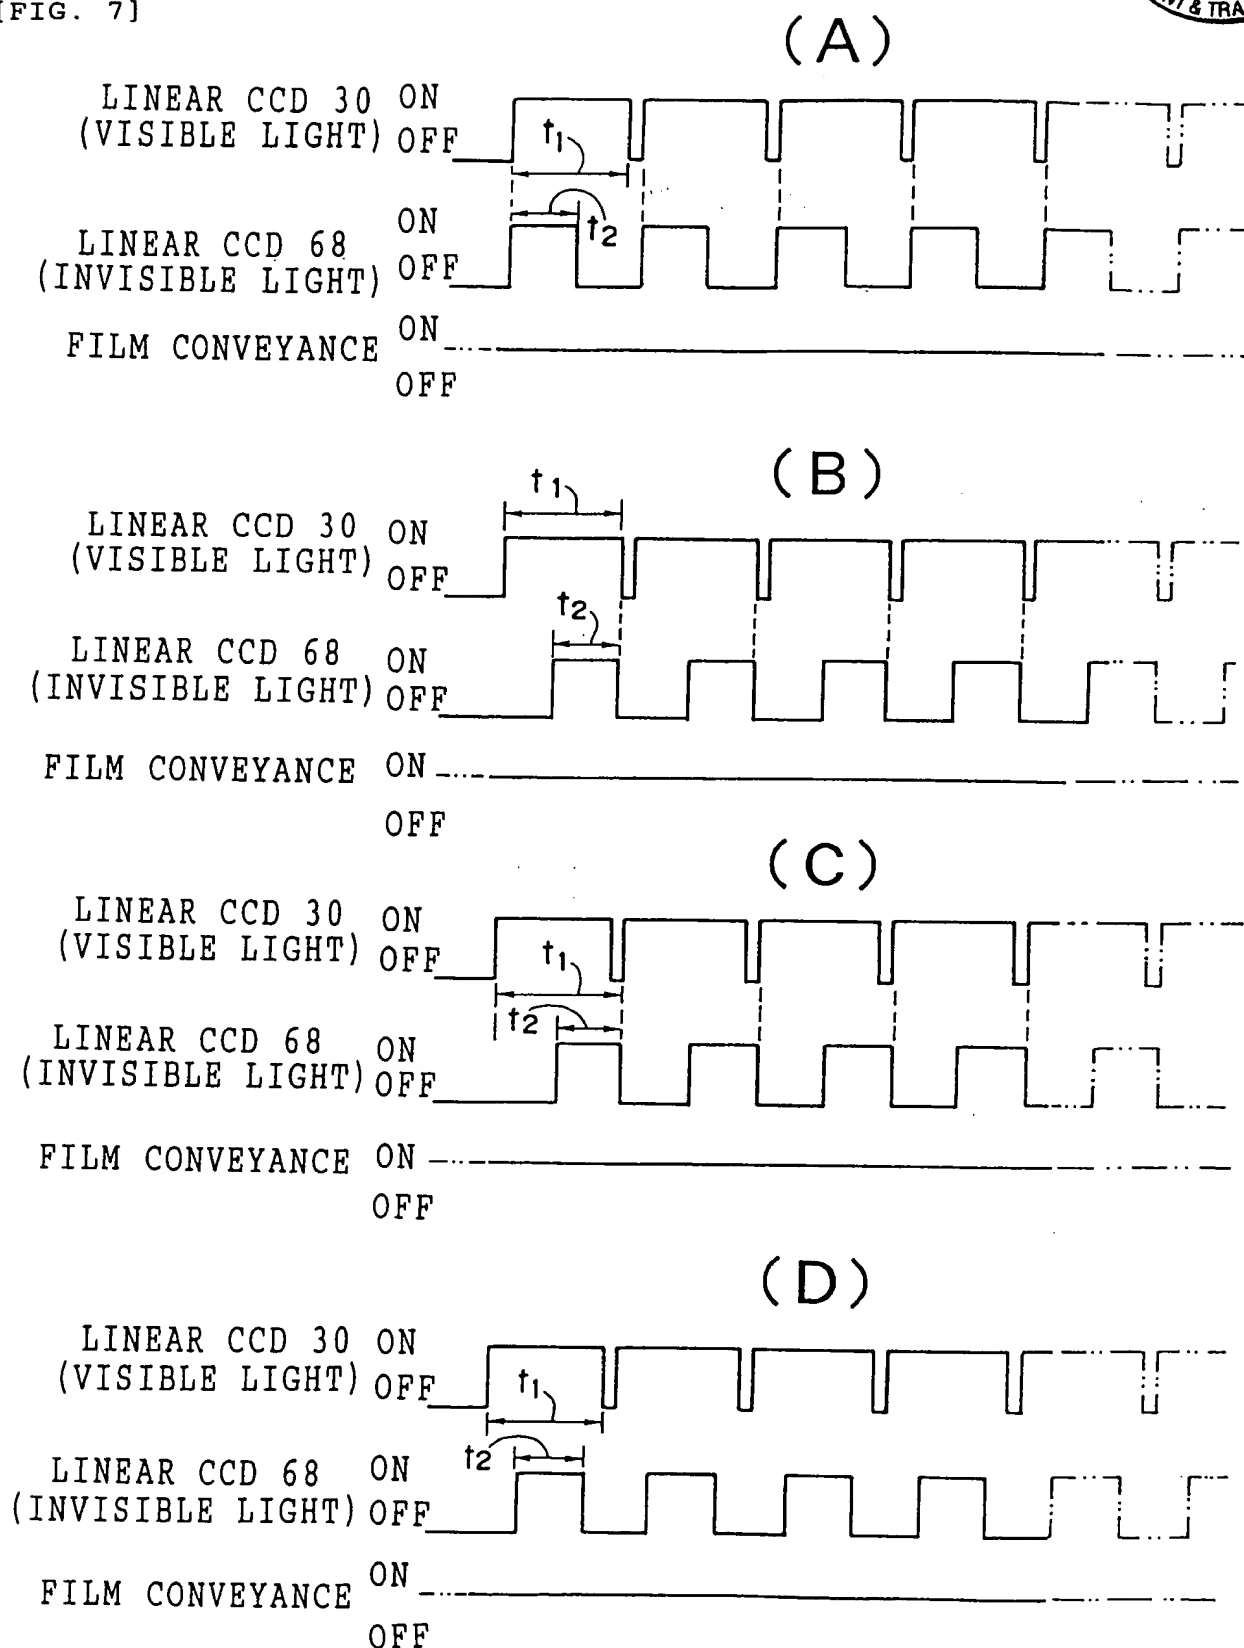 [FIG. 7]
& TRA
(A)
LINEAR CCD 30 ON
(VISIBLE LIGHT) OFF
t1
t2
LINEAR CCD 68 ON
(INVISIBLE LIGHT) OFF
FILM CONVEYANCE ON
OFF
(B)
t1
LINEAR CCD 30 ON
(VISIBLE LIGHT) OFF
t2
LINEAR CCD 68 ON
(INVISIBLE LIGHT) OFF
FILM CONVEYANCE ON
OFF
(C)
LINEAR CCD 30 ON
(VISIBLE LIGHT) OFF
t1
t2
LINEAR CCD 68 ON
(INVISIBLE LIGHT) OFF
FILM CONVEYANCE ON
OFF
(D)
LINEAR CCD 30 ON
(VISIBLE LIGHT) OFF
t1
t2
LINEAR CCD 68 ON
(INVISIBLE LIGHT) OFF
FILM CONVEYANCE ON
OFF